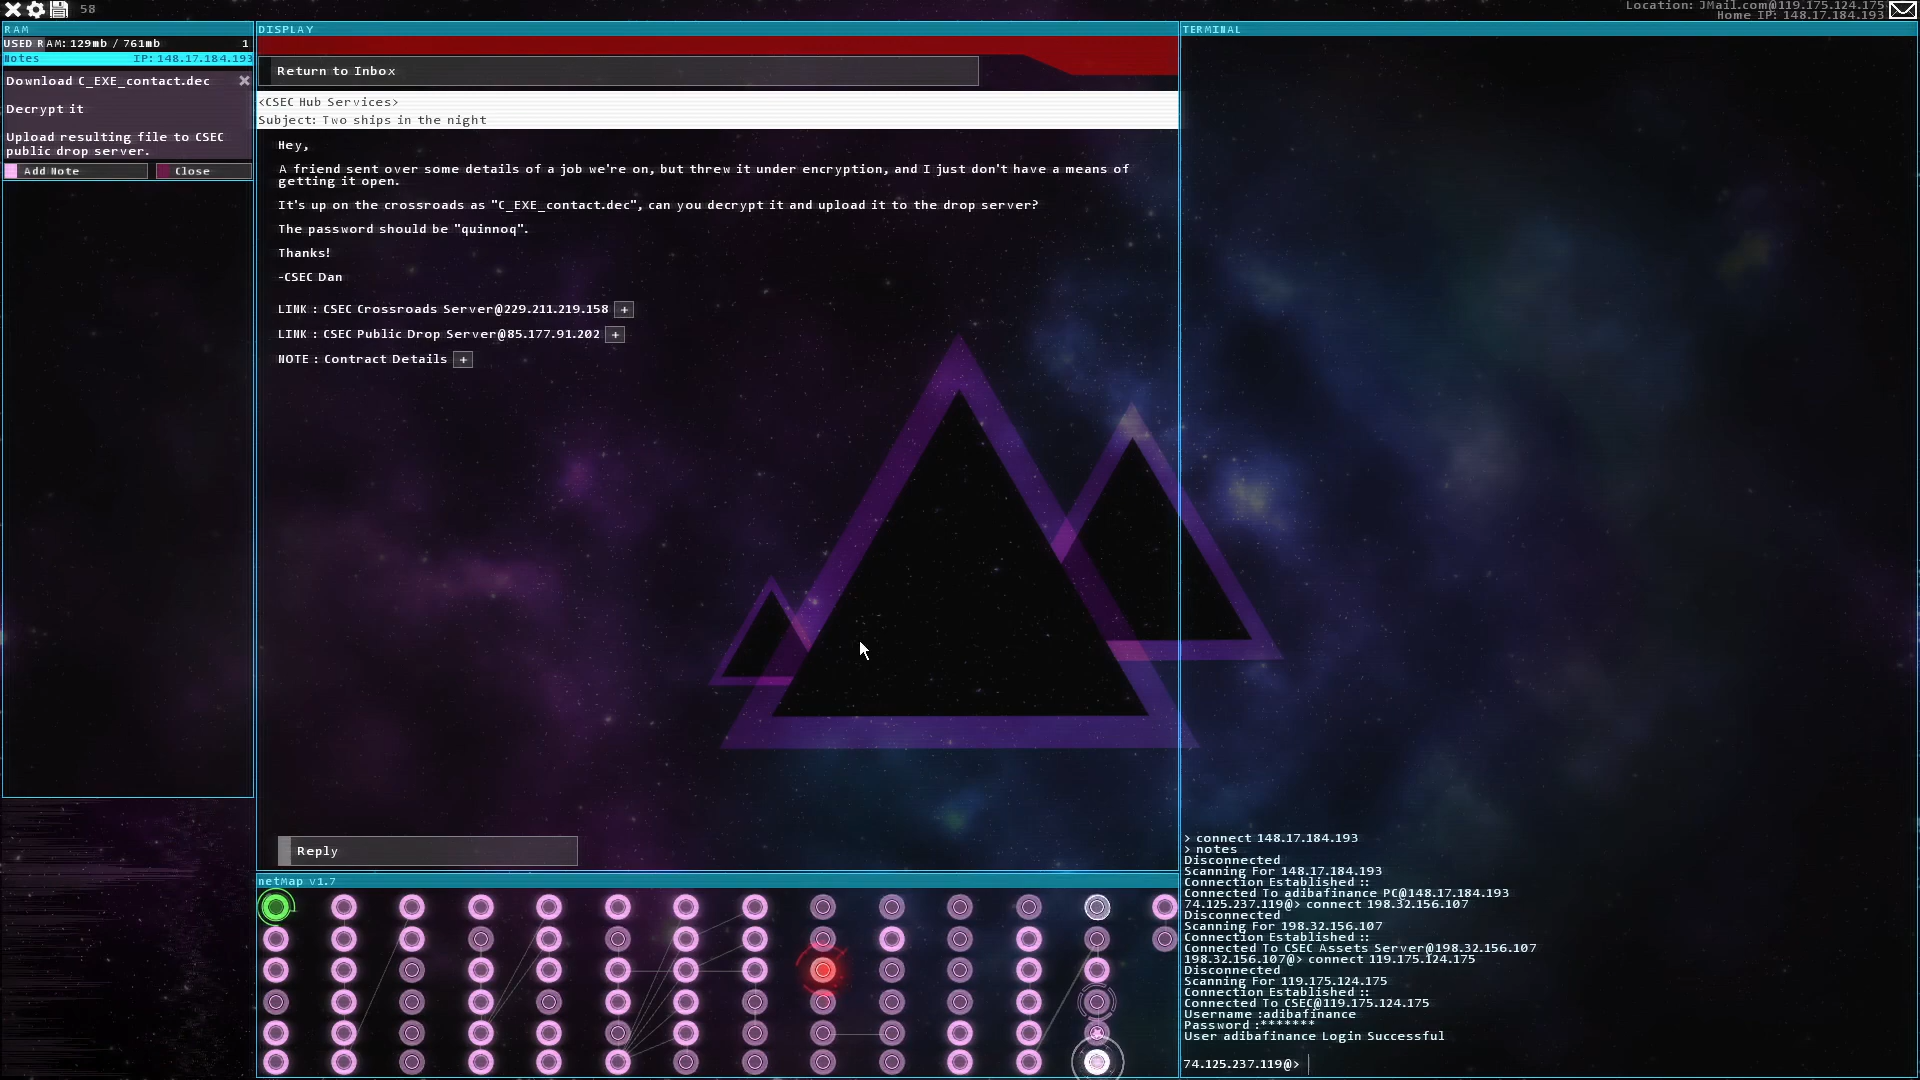 58
Location: JMail.com@119.175.124.175
Home IP: 148.17.184.193
RAM
USED RAM: 129mb / 761mb 1
Notes IP: 148.17.184.193
Download C_EXE_contact.dec
Decrypt it
Upload resulting file to CSEC
public drop server.
Add Note Close
DISPLAY
Return to Inbox
<CSEC Hub Services>
Subject: Two ships in the night
Hey,
A friend sent over some details of a job we're on, but threw it under encryption, and I just don't have a means of
getting it open.
It's up on the crossroads as "C_EXE_contact.dec", can you decrypt it and upload it to the drop server?
The password should be "quinnoq".
Thanks!
-CSEC Dan
LINK : CSEC Crossroads Server@229.211.219.158 +
LINK : CSEC Public Drop Server@85.177.91.202 +
NOTE : Contract Details +
Reply
netMap v1.7
TERMINAL
> connect 148.17.184.193
> notes
Disconnected
Scanning For 148.17.184.193
Connection Established ::
Connected To adibafinance PC@148.17.184.193
74.125.237.119@> connect 198.32.156.107
Disconnected
Scanning For 198.32.156.107
Connection Established ::
Connected To CSEC Assets Server@198.32.156.107
198.32.156.107@> connect 119.175.124.175
Disconnected
Scanning For 119.175.124.175
Connection Established ::
Connected To CSEC@119.175.124.175
Username :adibafinance
Password :*******
User adibafinance Login Successful
74.125.237.119@>